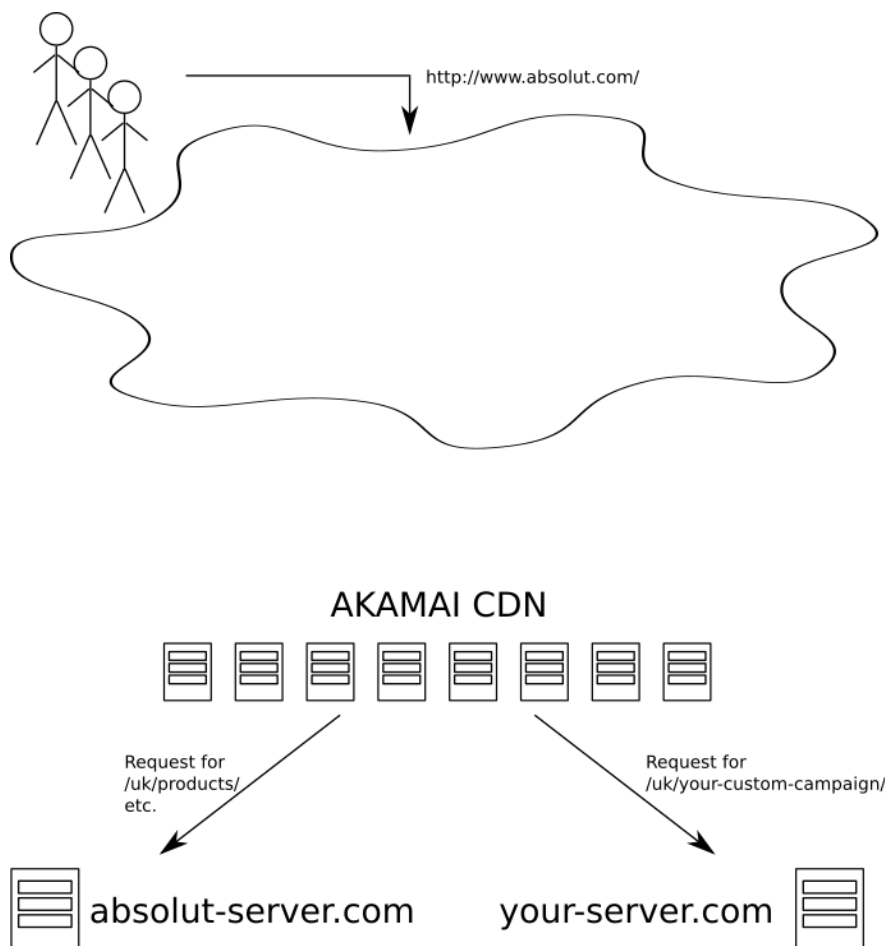 http://www.absolut.com/
AKAMAI CDN
Request for
/uk/products/
etc.
Request for
/uk/your-custom-campaign/
absolut-server.com
your-server.com